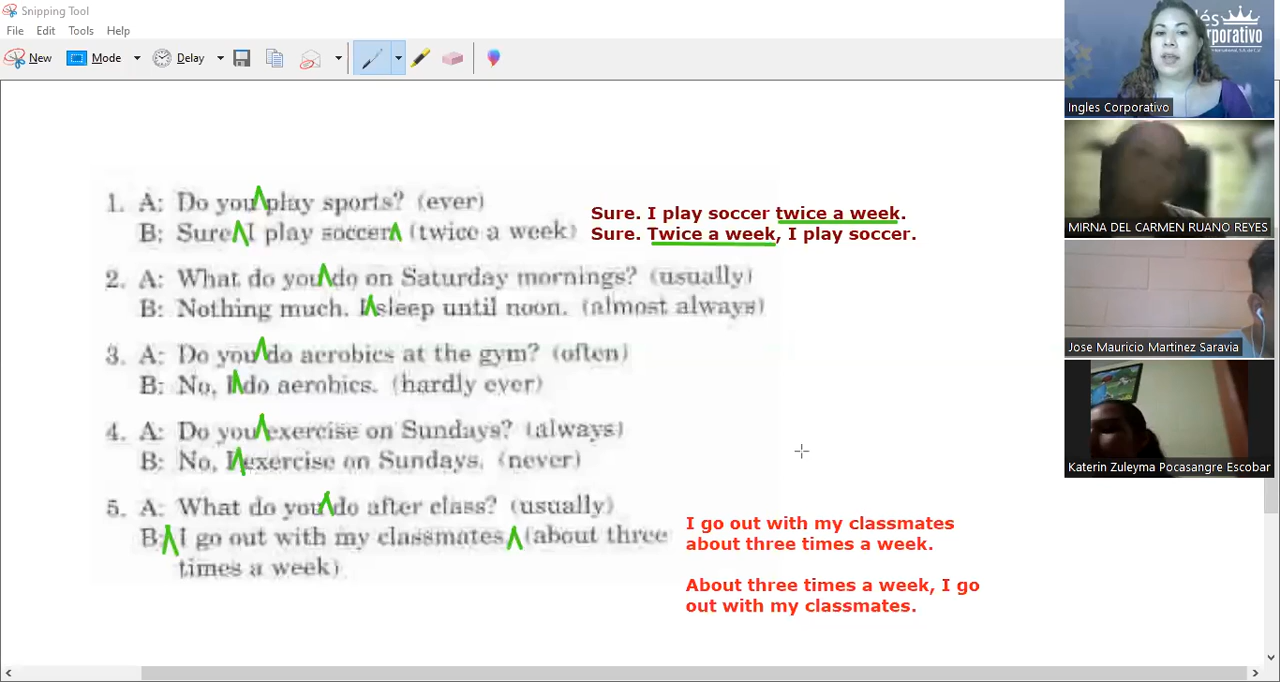 Snipping Tool
File Edit Tools Help
New Mode Delay
1. A: Do you play sports? (ever)
B: Sure I play soccer (twice a week)
Sure. I play soccer twice a week.
Sure. Twice a week, I play soccer.
2. A: What do you do on Saturday mornings? (usually)
B: Nothing much. I sleep until noon. (almost always)
3. A: Do you do aerobics at the gym? (often)
B: No, I do aerobics. (hardly ever)
4. A: Do you exercise on Sundays? (always)
B: No, I exercise on Sundays. (never)
5. A: What do you do after class? (usually)
B: I go out with my classmates (about three
times a week)
I go out with my classmates
about three times a week.
About three times a week, I go
out with my classmates.
Corporativo
Ingles Corporativo
MIRNA DEL CARMEN RUANO REYES
Jose Mauricio Martinez Saravia
Katerin Zuleyma Pocasangre Escobar